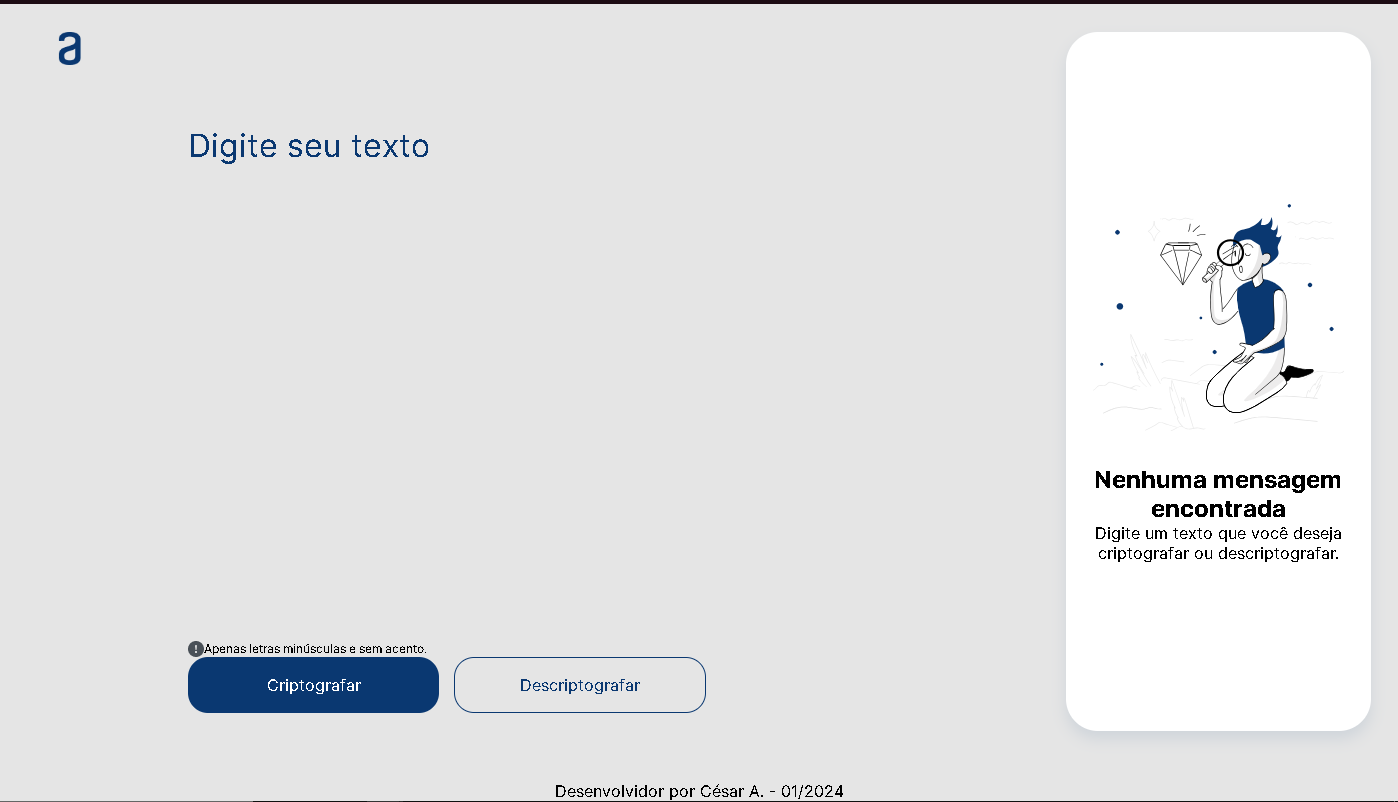 a
Digite seu texto
Nenhuma mensagem
encontrada
Digite um texto que você deseja
criptografar ou descriptografar.
! Apenas letras minúsculas e sem acento.
Criptografar
Descriptografar
Desenvolvidor por César A. - 01/2024